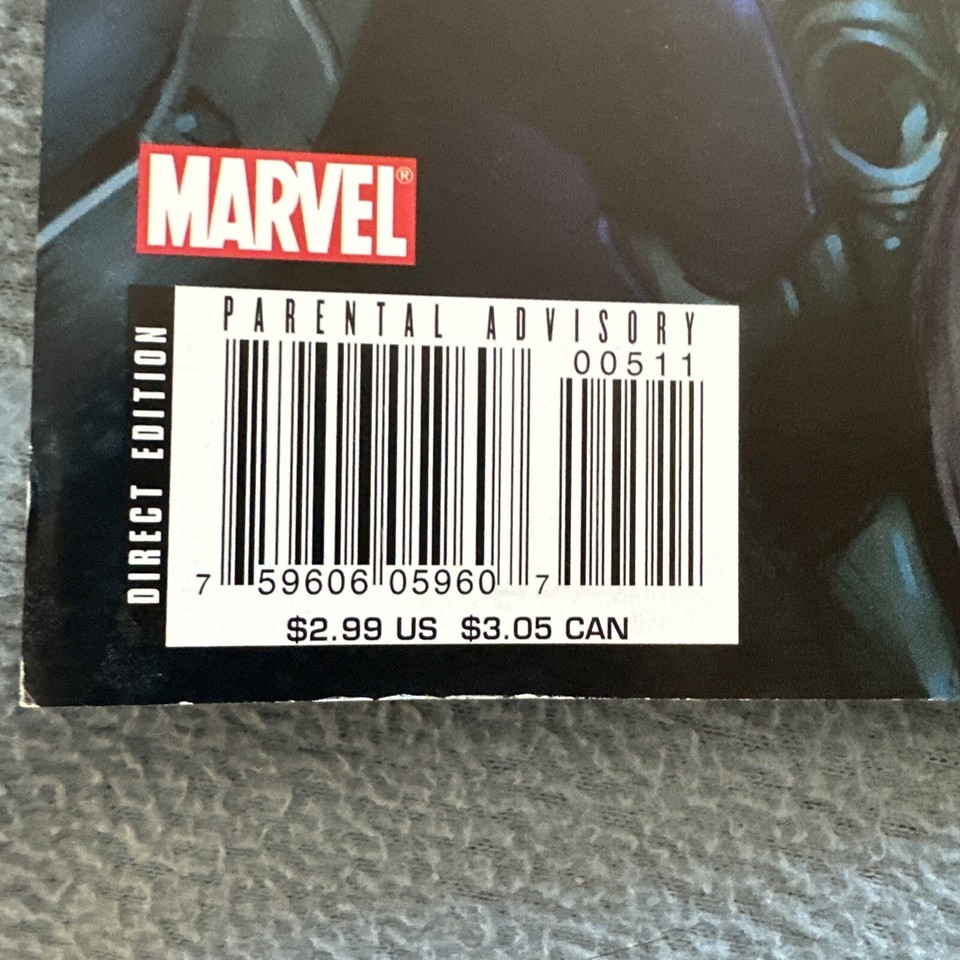 MARVEL®
DIRECT EDITION
PARENTAL ADVISORY
00511
7 59606 05960 7
$2.99 US $3.05 CAN